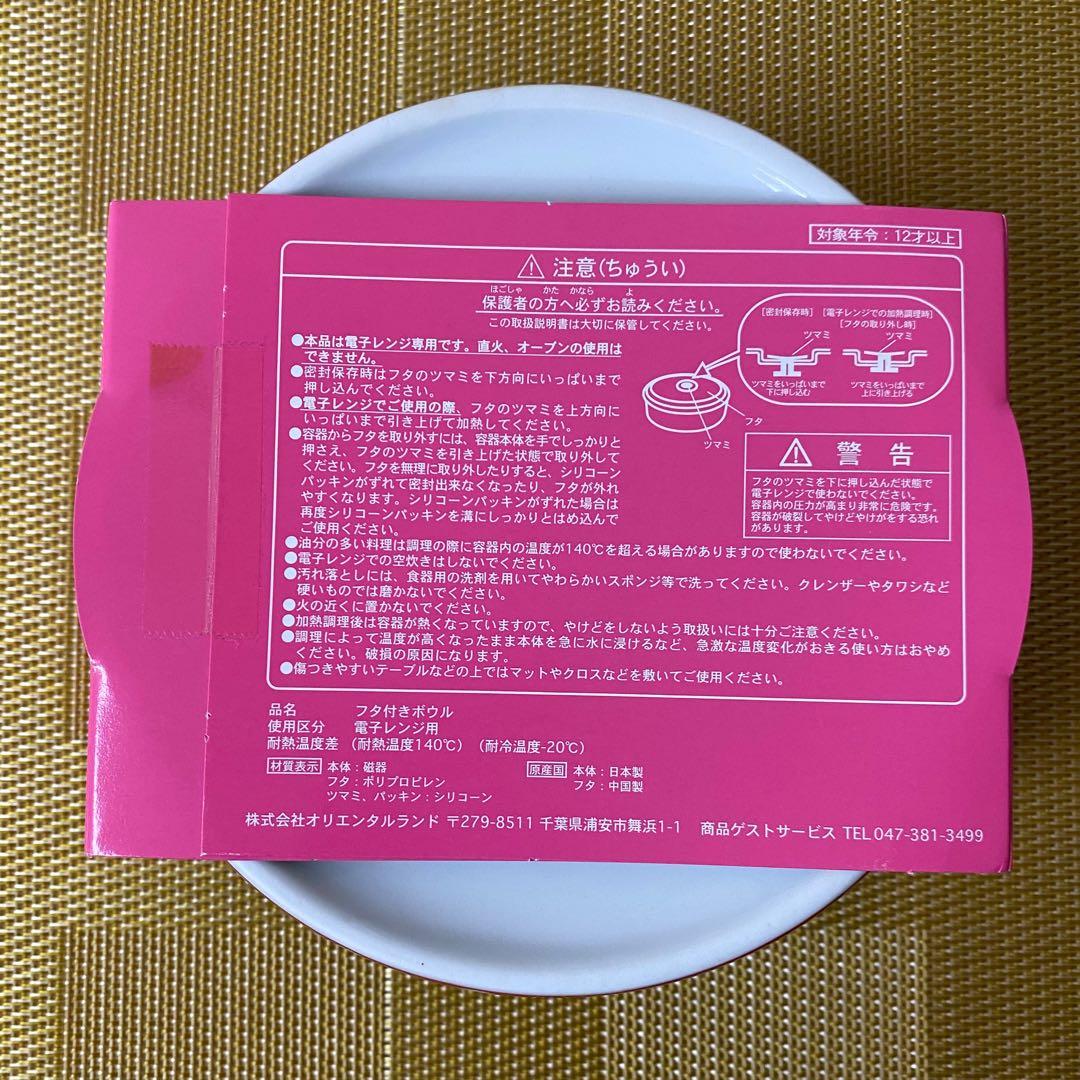 対象年令：12才以上
⚠ 注意(ちゅうい)
ほごしゃ かた かなら よ
保護者の方へ必ずお読みください。
この取扱説明書は大切に保管してください。
●本品は電子レンジ専用です。直火、オーブンの使用は
できません。
●密封保存時はフタのツマミを下方向にいっぱいまで
押し込んでください。
●電子レンジでご使用の際、フタのツマミを上方向に
いっぱいまで引き上げて加熱してください。
●容器からフタを取り外すには、容器本体を手でしっかりと
押さえ、フタのツマミを引き上げた状態で取り外して
ください。フタを無理に取り外したりすると、シリコーン
パッキンがずれて密封出来なくなったり、フタが外れ
やすくなります。シリコーンパッキンがずれた場合は
再度シリコーンパッキンを溝にしっかりとはめ込んで
ご使用ください。
[密封保存時] [電子レンジでの加熱調理時]
[フタの取り外し時]
ツマミ ツマミ
ツマミをいっぱいまで
下に押し込む
ツマミをいっぱいまで
上に引き上げる
フタ
ツマミ
⚠ 警告
フタのツマミを下に押し込んだ状態で
電子レンジで使わないでください。
容器内の圧力が高まり非常に危険です。
容器が破裂してやけどやけがをする恐れ
があります。
●油分の多い料理は調理の際に容器内の温度が140℃を超える場合がありますので使わないでください。
●電子レンジでの空炊きはしないでください。
●汚れ落としには、食器用の洗剤を用いてやわらかいスポンジ等で洗ってください。クレンザーやタワシなど
硬いものでは磨かないでください。
●火の近くに置かないでください。
●加熱調理後は容器が熱くなっていますので、やけどをしないよう取扱いには十分ご注意ください。
●調理によって温度が高くなったまま本体を急に水に浸けるなど、急激な温度変化がおきる使い方はおやめ
ください。破損の原因になります。
●傷つきやすいテーブルなどの上ではマットやクロスなどを敷いてご使用ください。
品名 フタ付きボウル
使用区分 電子レンジ用
耐熱温度差 （耐熱温度140℃）（耐冷温度-20℃）
材質表示 本体：磁器
フタ：ポリプロピレン
ツマミ、パッキン：シリコーン
原産国 本体：日本製
フタ：中国製
株式会社オリエンタルランド 〒279-8511 千葉県浦安市舞浜1-1 商品ゲストサービス TEL 047-381-3499